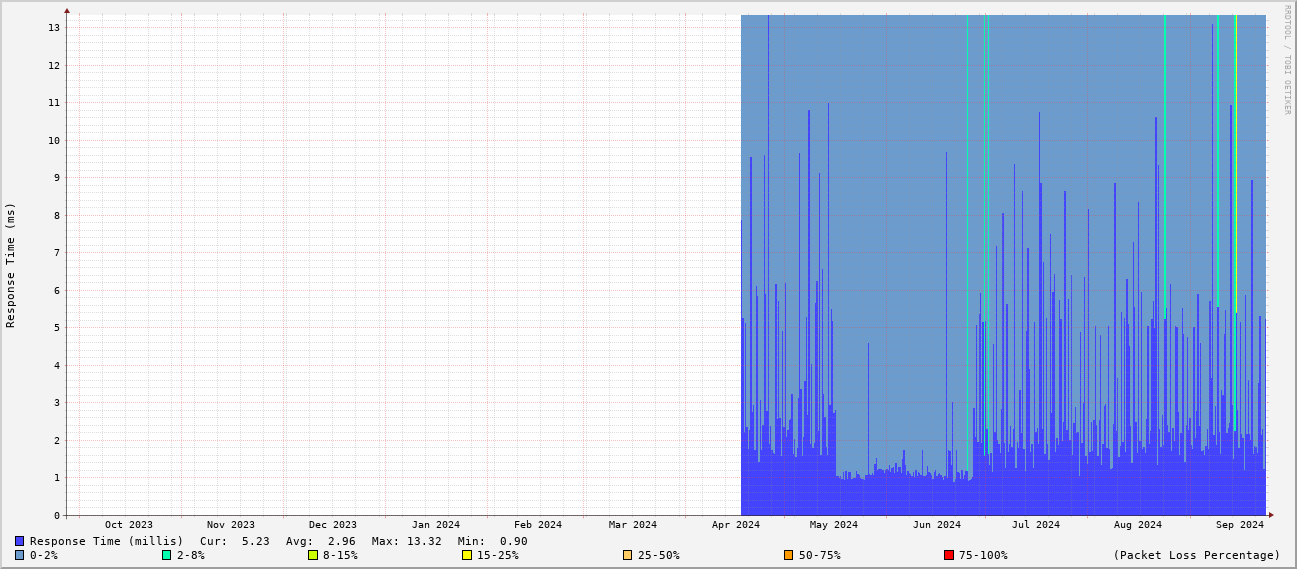 RRDTOOL / TOBI OETIKER
Response Time (ms)
13
12
11
10
9
8
7
6
5
4
3
2
1
0
Oct 2023 Nov 2023 Dec 2023 Jan 2024 Feb 2024 Mar 2024 Apr 2024 May 2024 Jun 2024 Jul 2024 Aug 2024 Sep 2024
Response Time (millis) Cur: 5.23 Avg: 2.96 Max: 13.32 Min: 0.90
0-2% 2-8% 8-15% 15-25% 25-50% 50-75% 75-100% (Packet Loss Percentage)